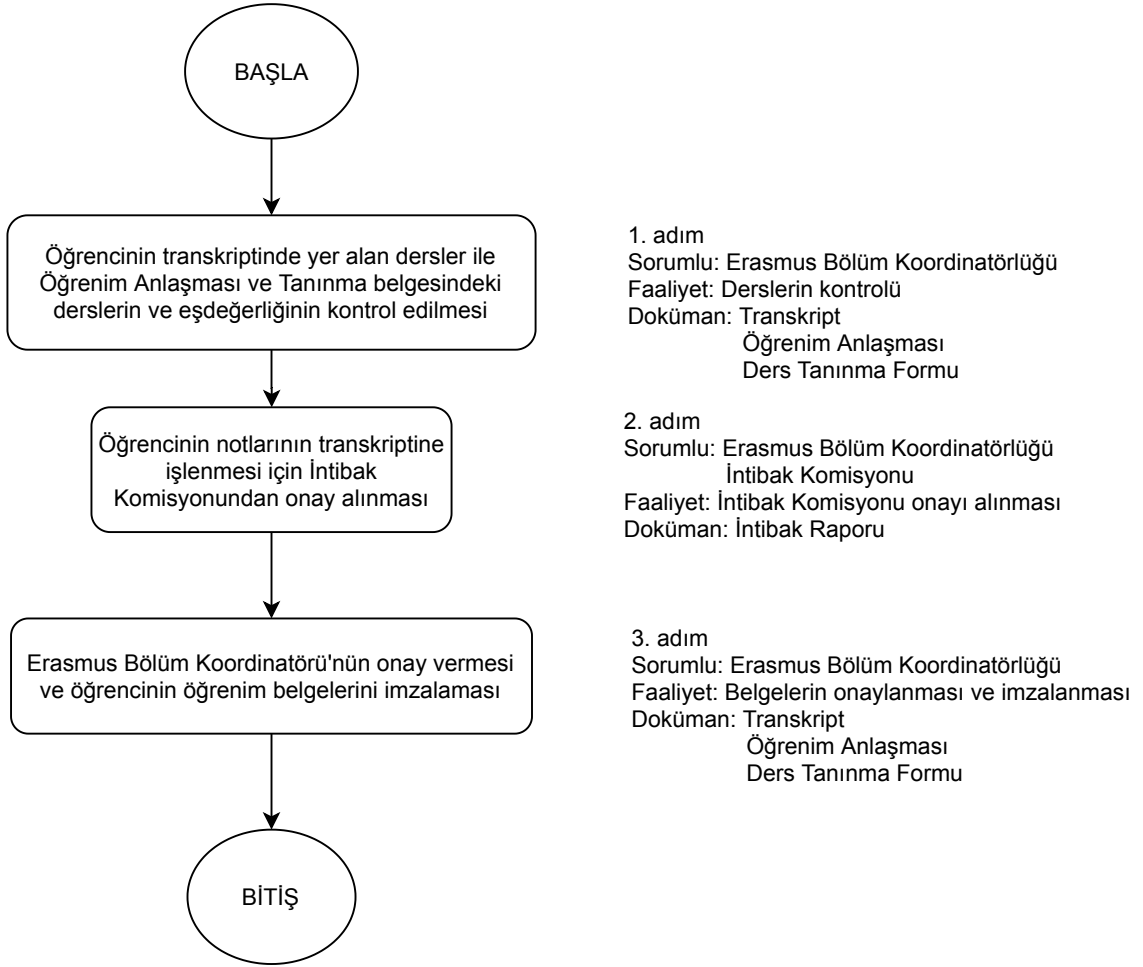 BAŞLA
Öğrencinin transkriptinde yer alan dersler ile
Öğrenim Anlaşması ve Tanınma belgesindeki
derslerin ve eşdeğerliğinin kontrol edilmesi
1. adım
Sorumlu: Erasmus Bölüm Koordinatörlüğü
Faaliyet: Derslerin kontrolü
Doküman: Transkript
Öğrenim Anlaşması
Ders Tanınma Formu
Öğrencinin notlarının transkriptine
işlenmesi için İntibak
Komisyonundan onay alınması
2. adım
Sorumlu: Erasmus Bölüm Koordinatörlüğü
İntibak Komisyonu
Faaliyet: İntibak Komisyonu onayı alınması
Doküman: İntibak Raporu
Erasmus Bölüm Koordinatörü'nün onay vermesi
ve öğrencinin öğrenim belgelerini imzalaması
3. adım
Sorumlu: Erasmus Bölüm Koordinatörlüğü
Faaliyet: Belgelerin onaylanması ve imzalanması
Doküman: Transkript
Öğrenim Anlaşması
Ders Tanınma Formu
BİTİŞ